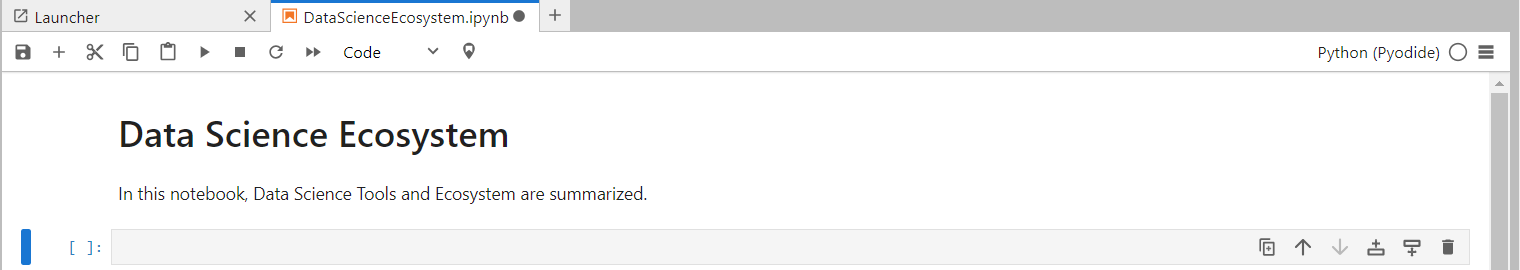 Launcher
DataScienceEcosystem.ipynb
Code
Python (Pyodide)
Data Science Ecosystem
In this notebook, Data Science Tools and Ecosystem are summarized.
[ ]: